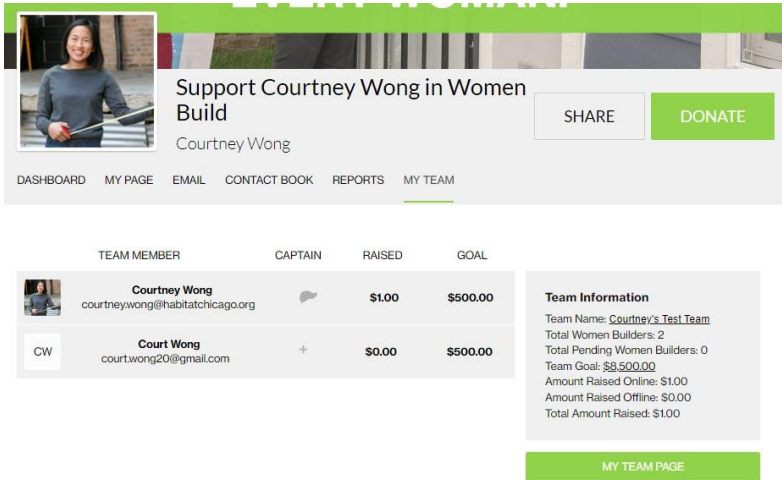 EVERY WOMAN.
Support Courtney Wong in Women
Build
Courtney Wong
SHARE
DONATE
DASHBOARD MY PAGE EMAIL CONTACT BOOK REPORTS MY TEAM
TEAM MEMBER CAPTAIN RAISED GOAL
Courtney Wong
courtney.wong@habitatchicago.org
$1.00 $500.00
CW
Court Wong
court.wong20@gmail.com
+ $0.00 $500.00
Team Information
Team Name: Courtney's Test Team
Total Women Builders: 2
Total Pending Women Builders: 0
Team Goal: $8,500.00
Amount Raised Online: $1.00
Amount Raised Offline: $0.00
Total Amount Raised: $1.00
MY TEAM PAGE